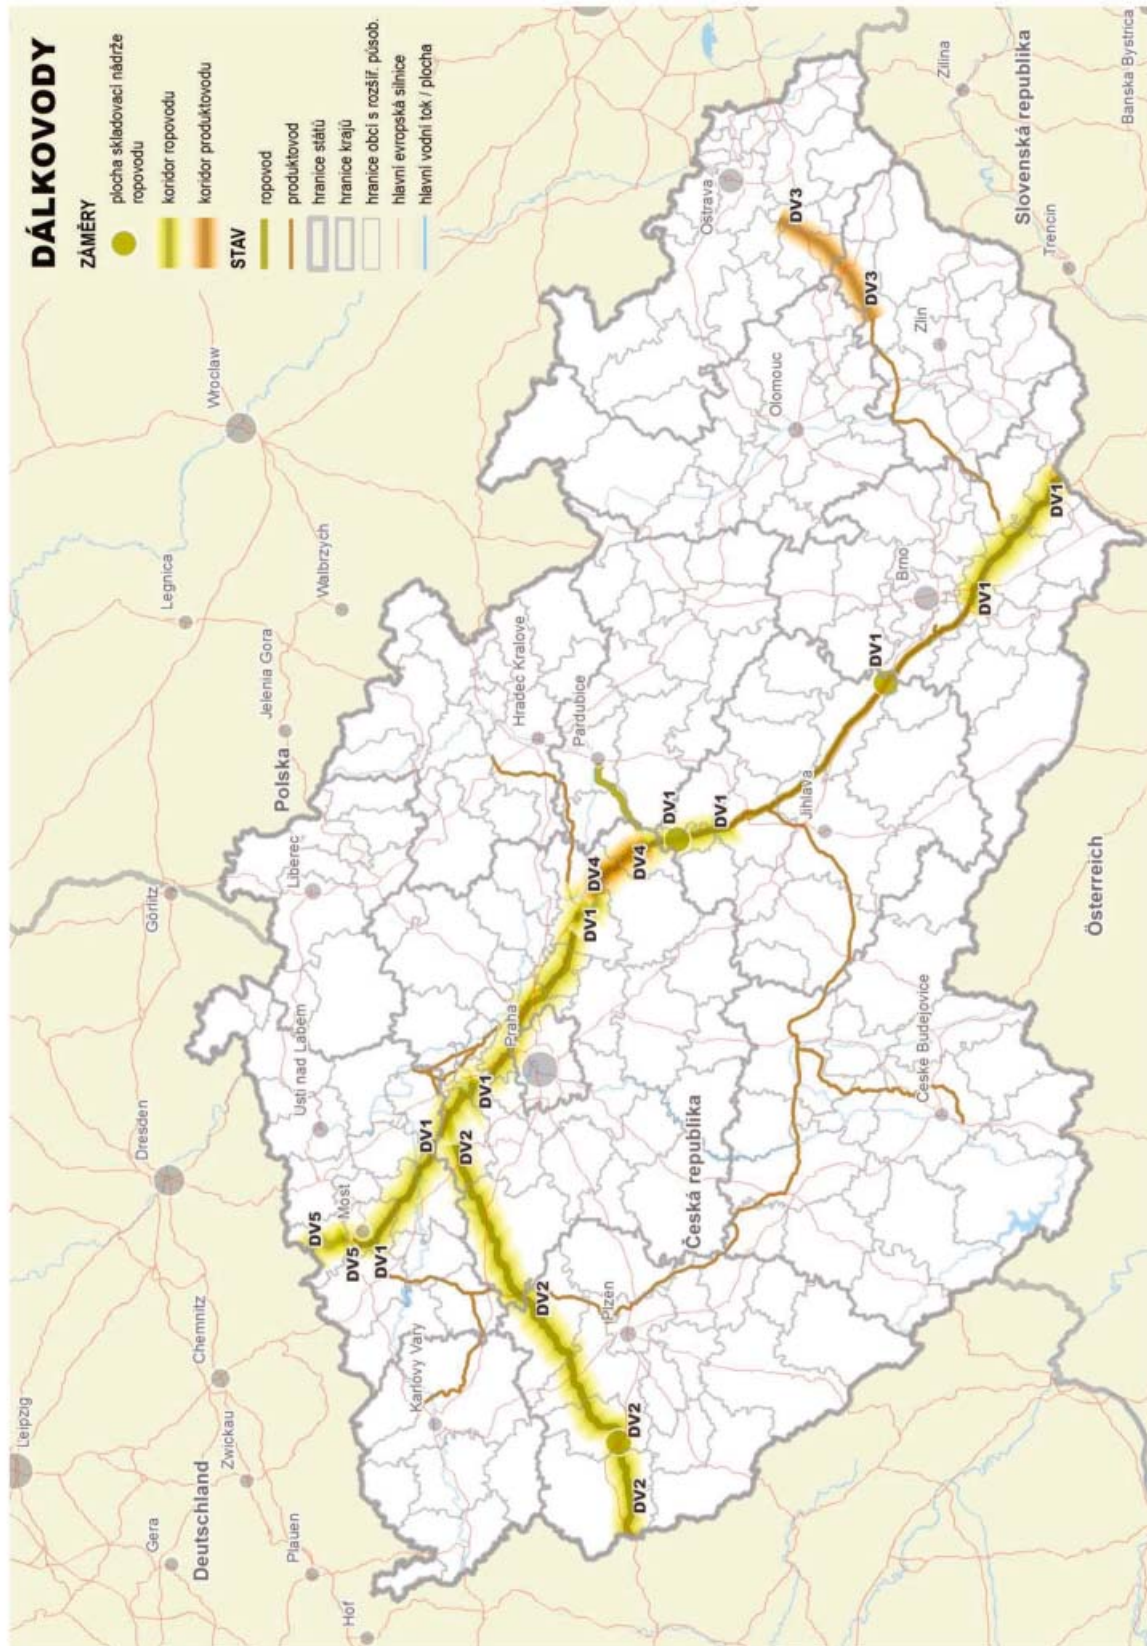 DÁLKOVODY
ZÁMĚRY
plocha skladovací nádrže
ropovodu
koridor ropovodu
koridor produktovodu
STAV
ropovod
produktovod
hranice států
hranice krajů
hranice obcí s rozšíř. působ.
hlavní evropská silnice
hlavní vodní tok / plocha
Leipzig
Gera
Zwickau
Chemnitz
Deutschland
Plauen
Hof
Dresden
Görlitz
Legnica
Wroclaw
Walbrzych
Jelenia Gora
Polska
Liberec
Usti nad Labem
Most
DV5
DV5
DV1
Karlovy Vary
DV1
DV2
DV1
Praha
Hradec Kralove
Pardubice
DV1
DV4
DV4
DV1
DV1
DV2
Plzen
DV2
DV2
Česká republika
Ceske Budejovice
Jihlava
DV1
Brno
DV1
DV1
Olomouc
Ostrava
DV3
DV3
Zlin
Zilina
Slovenská republika
Trencin
Banska Bystrica
Österreich